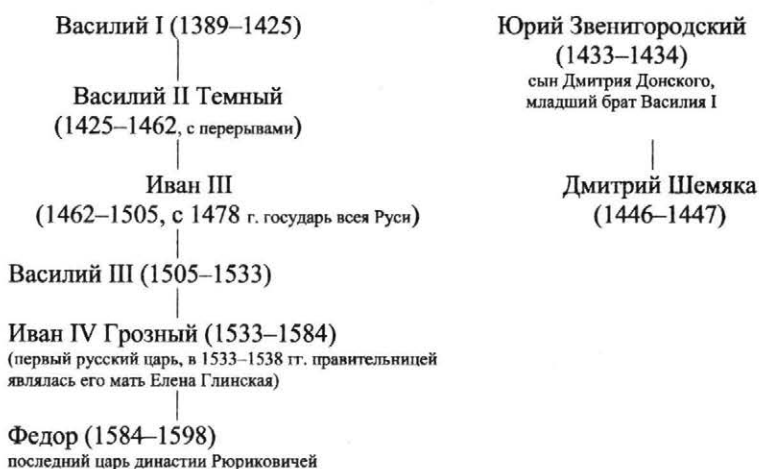 Василий I (1389–1425)
Василий II Темный
(1425–1462, с перерывами)
Иван III
(1462–1505, с 1478 г. государь всея Руси)
Василий III (1505–1533)
Иван IV Грозный (1533–1584)
(первый русский царь, в 1533–1538 гг. правительницей
являлась его мать Елена Глинская)
Федор (1584–1598)
последний царь династии Рюриковичей
Юрий Звенигородский
(1433–1434)
сын Дмитрия Донского,
младший брат Василия I
Дмитрий Шемяка
(1446–1447)